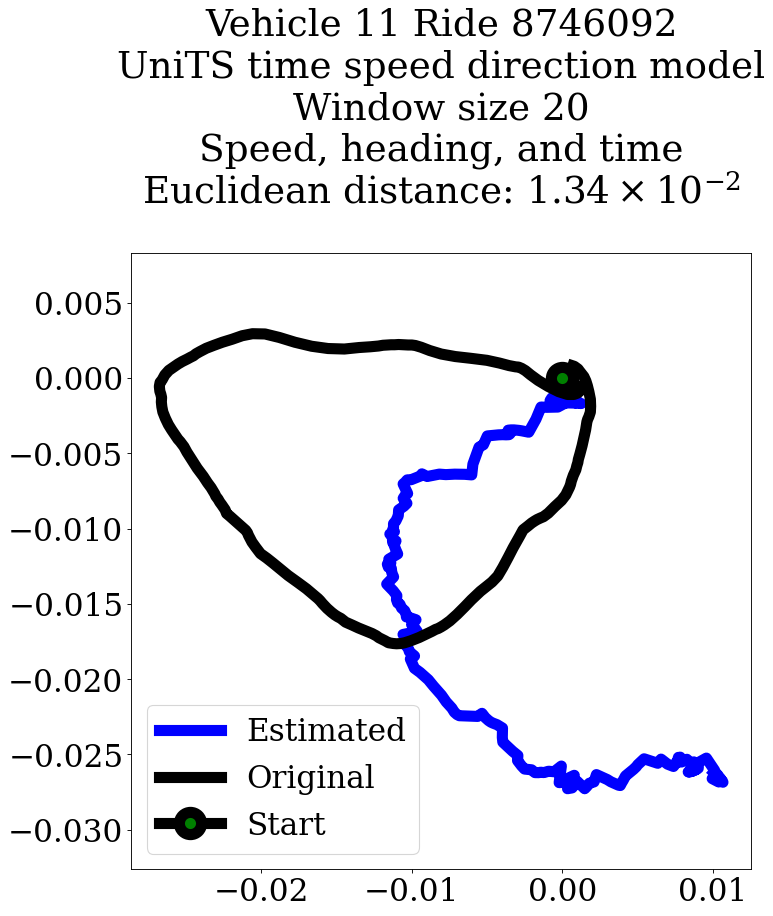 Vehicle 11 Ride 8746092
UniTS time speed direction model
Window size 20
Speed, heading, and time
Euclidean distance: 1.34 × 10⁻²
0.005
0.000
−0.005
−0.010
−0.015
−0.020
−0.025
−0.030
Estimated
Original
Start
−0.02 −0.01 0.00 0.01